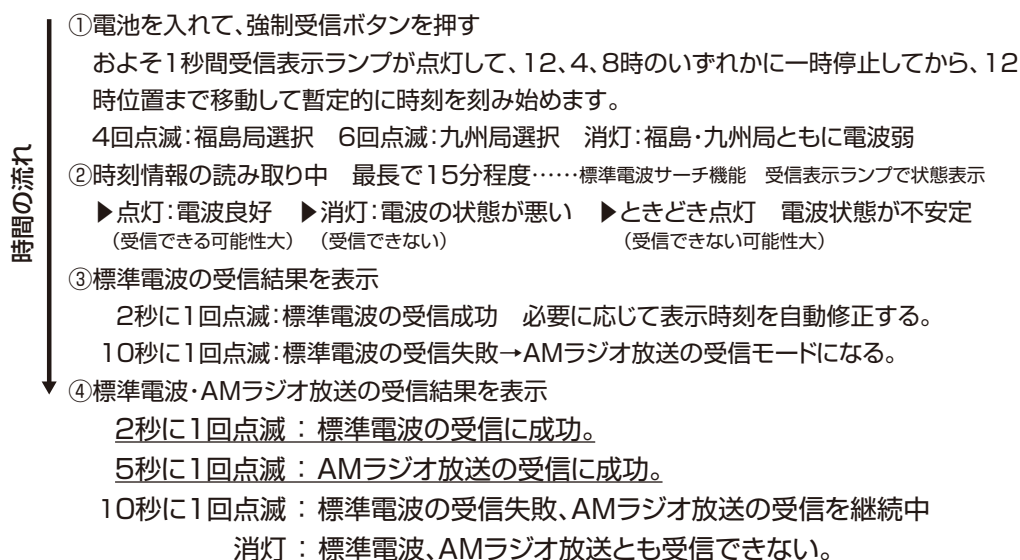 時間の流れ
①電池を入れて、強制受信ボタンを押す
およそ1秒間受信表示ランプが点灯して、12、4、8時のいずれかに一時停止してから、12
時位置まで移動して暫定的に時刻を刻み始めます。
4回点滅:福島局選択　6回点滅:九州局選択　消灯:福島・九州局ともに電波弱
②時刻情報の読み取り中　最長で15分程度……標準電波サーチ機能　受信表示ランプで状態表示
▶点灯:電波良好　▶消灯:電波の状態が悪い　▶ときどき点灯　電波状態が不安定
(受信できる可能性大)　(受信できない)　(受信できない可能性大)
③標準電波の受信結果を表示
2秒に1回点滅:標準電波の受信成功　必要に応じて表示時刻を自動修正する。
10秒に1回点滅:標準電波の受信失敗→AMラジオ放送の受信モードになる。
④標準電波・AMラジオ放送の受信結果を表示
2秒に1回点滅 : 標準電波の受信に成功。
5秒に1回点滅 : AMラジオ放送の受信に成功。
10秒に1回点滅 : 標準電波の受信失敗、AMラジオ放送の受信を継続中
消灯 : 標準電波、AMラジオ放送とも受信できない。